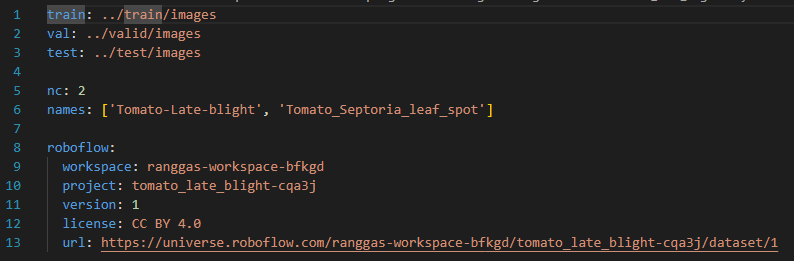 1 train: ../train/images
2 val: ../valid/images
3 test: ../test/images
4
5 nc: 2
6 names: ['Tomato-Late-blight', 'Tomato_Septoria_leaf_spot']
7
8 roboflow:
9 workspace: ranggas-workspace-bfkgd
10 project: tomato_late_blight-cqa3j
11 version: 1
12 license: CC BY 4.0
13 url: https://universe.roboflow.com/ranggas-workspace-bfkgd/tomato_late_blight-cqa3j/dataset/1